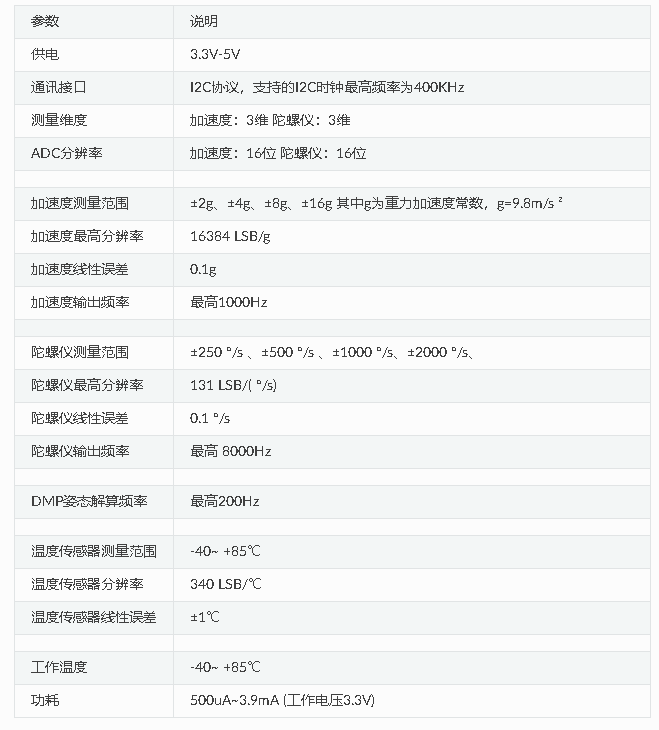 参数 说明
供电 3.3V-5V
通讯接口 I2C协议，支持的I2C时钟最高频率为400KHz
测量维度 加速度：3维 陀螺仪：3维
ADC分辨率 加速度：16位 陀螺仪：16位
加速度测量范围 ±2g、±4g、±8g、±16g 其中g为重力加速度常数，g=9.8m/s ²
加速度最高分辨率 16384 LSB/g
加速度线性误差 0.1g
加速度输出频率 最高1000Hz
陀螺仪测量范围 ±250 º/s 、±500 º/s 、±1000 º/s、±2000 º/s、
陀螺仪最高分辨率 131 LSB/( º/s)
陀螺仪线性误差 0.1 º/s
陀螺仪输出频率 最高 8000Hz
DMP姿态解算频率 最高200Hz
温度传感器测量范围 -40~ +85℃
温度传感器分辨率 340 LSB/℃
温度传感器线性误差 ±1℃
工作温度 -40~ +85℃
功耗 500uA~3.9mA (工作电压3.3V)